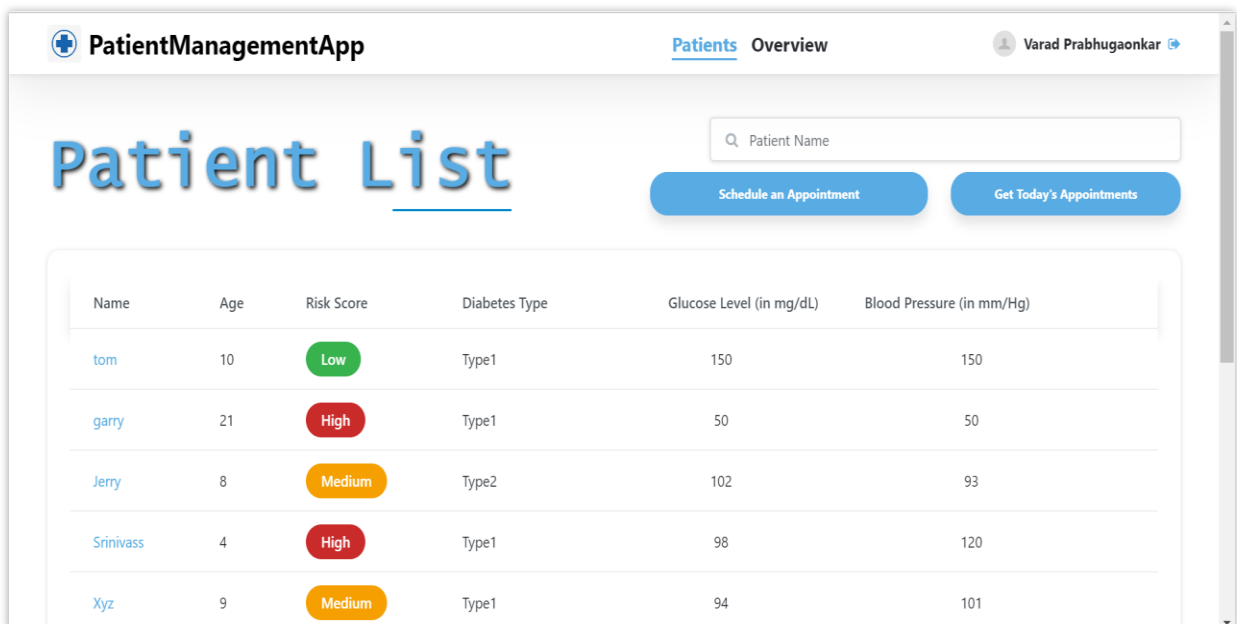 PatientManagementApp Patients Overview Varad Prabhugaonkar
Patient List
Patient Name
Schedule an Appointment Get Today's Appointments
Name Age Risk Score Diabetes Type Glucose Level (in mg/dL) Blood Pressure (in mm/Hg)
tom 10 Low Type1 150 150
garry 21 High Type1 50 50
Jerry 8 Medium Type2 102 93
Srinivass 4 High Type1 98 120
Xyz 9 Medium Type1 94 101